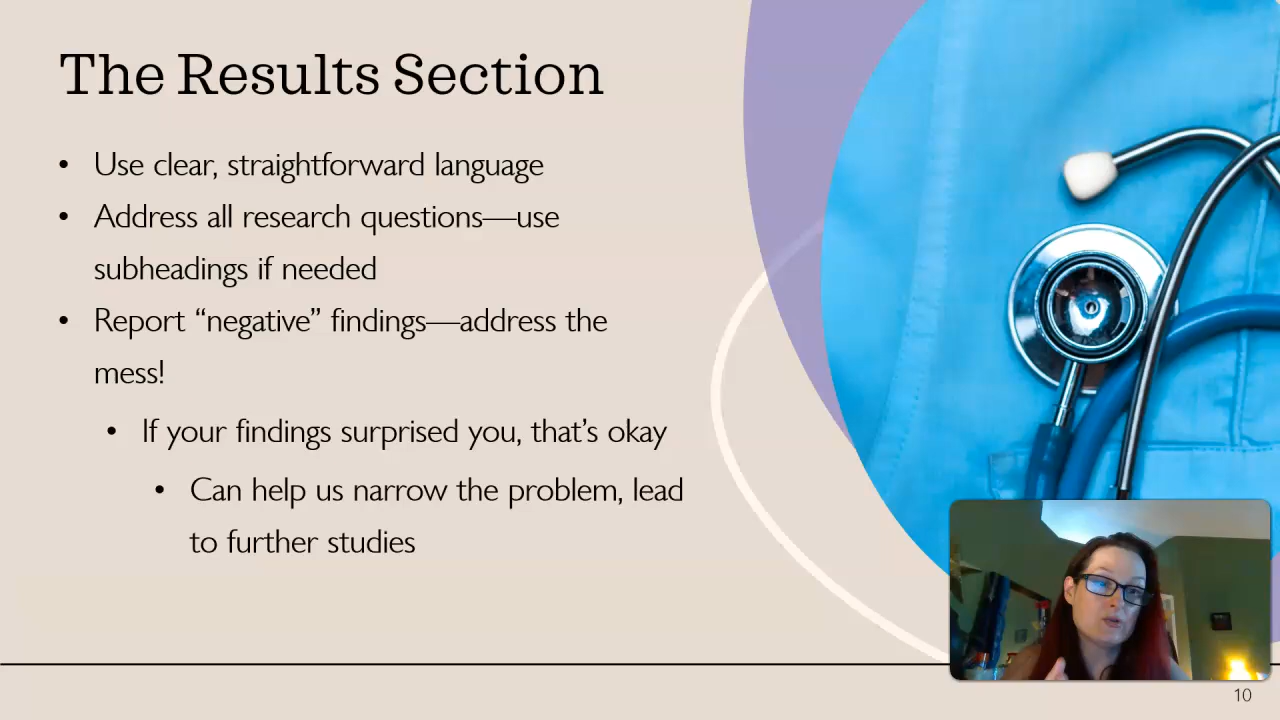 The Results Section
• Use clear, straightforward language
• Address all research questions—use
subheadings if needed
• Report “negative” findings—address the
mess!
• If your findings surprised you, that’s okay
• Can help us narrow the problem, lead
to further studies
10